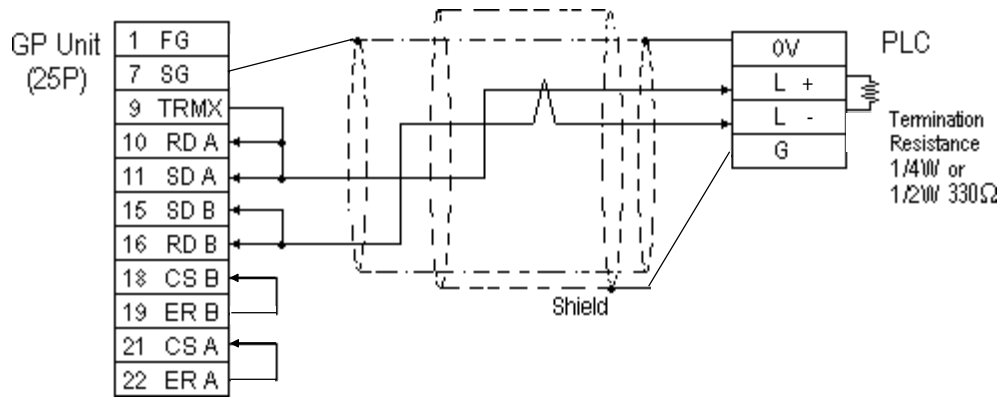 GP Unit
(25P)
1 FG
7 SG
9 TRMX
10 RD A
11 SD A
15 SD B
16 RD B
18 CS B
19 ER B
21 CS A
22 ER A
Shield
PLC
0V
L +
L -
G
Termination
Resistance
1/4W or
1/2W 330Ω